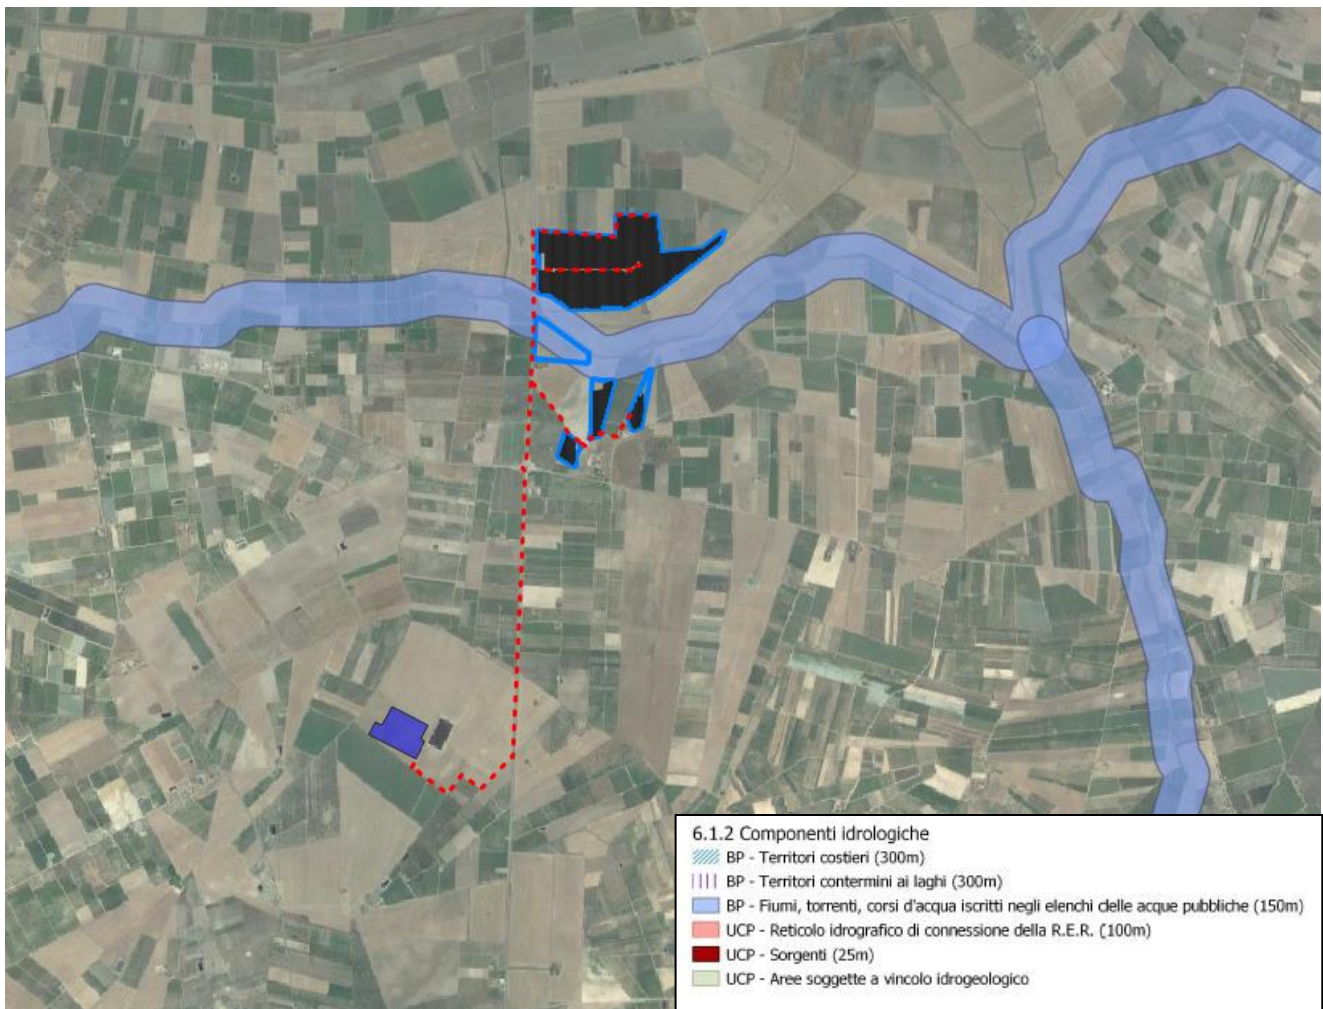 6.1.2 Componenti idrologiche
BP - Territori costieri (300m)
BP - Territori contermini ai laghi (300m)
BP - Fiumi, torrenti, corsi d'acqua iscritti negli elenchi delle acque pubbliche (150m)
UCP - Reticolo idrografico di connessione della R.E.R. (100m)
UCP - Sorgenti (25m)
UCP - Aree soggette a vincolo idrogeologico